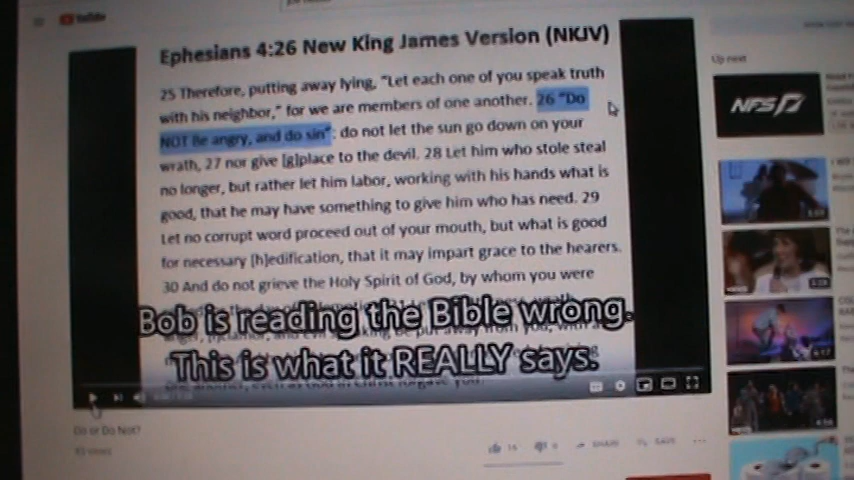 YouTube
Ephesians 4:26 New King James Version (NKJV)
25 Therefore, putting away lying, "Let each one of you speak truth
with his neighbor," for we are members of one another. 26 "Do
NOT Be angry, and do sin": do not let the sun go down on your
wrath, 27 nor give [g]place to the devil. 28 Let him who stole steal
no longer, but rather let him labor, working with his hands what is
good, that he may have something to give him who has need. 29
Let no corrupt word proceed out of your mouth, but what is good
for necessary [h]edification, that it may impart grace to the hearers.
30 And do not grieve the Holy Spirit of God, by whom you were
Bob is reading the Bible wrong.
This is what it REALLY says.
Do or Do Not?
views
SHARE
SAVE
Up next
NFS